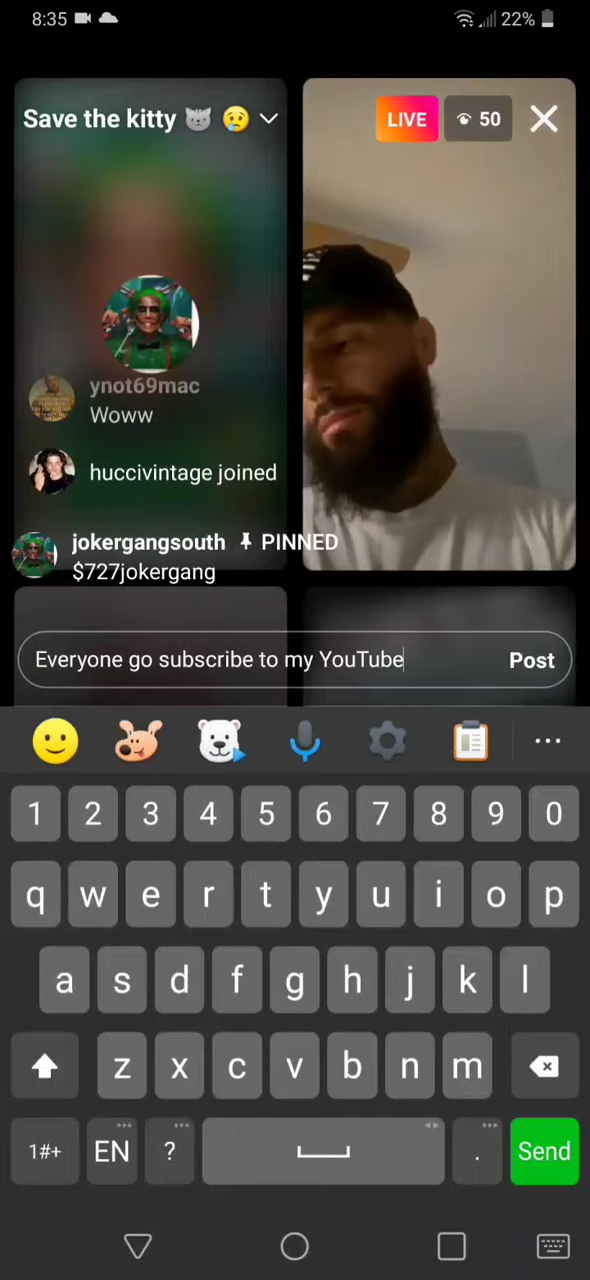 8:35
22%
Save the kitty 🐱 😢
LIVE
50
ynot69mac
Woww
huccivintage joined
jokergangsouth PINNED
$727jokergang
Everyone go subscribe to my YouTube
Post
1 2 3 4 5 6 7 8 9 0
q w e r t y u i o p
a s d f g h j k l
z x c v b n m
1#+ EN ? . Send